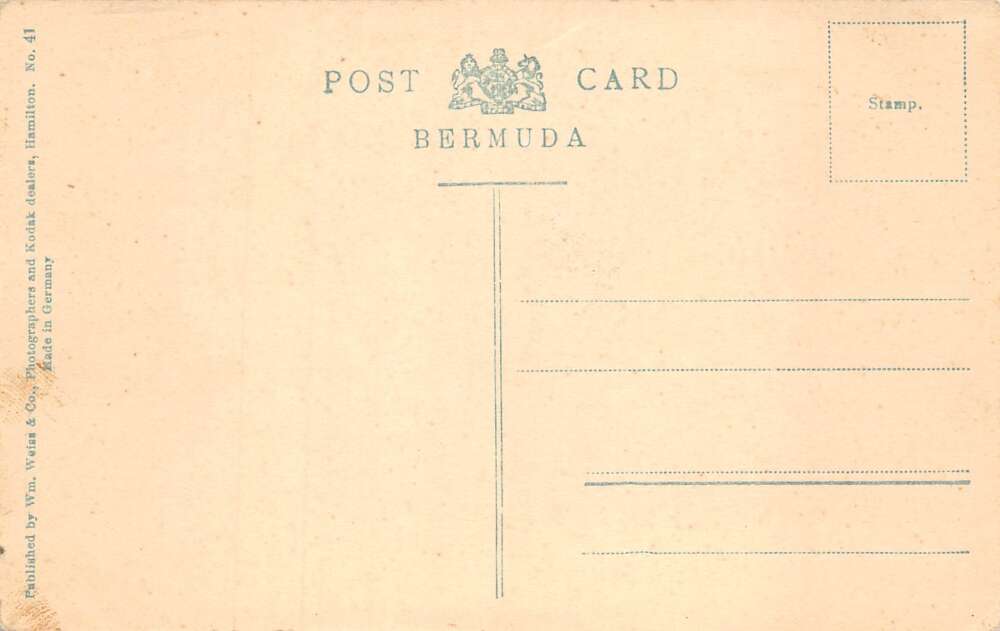 POST CARD
BERMUDA
Stamp.
Published by Wm. Weiss & Co., Photographers and Kodak dealers, Hamilton. No. 41
Made in Germany